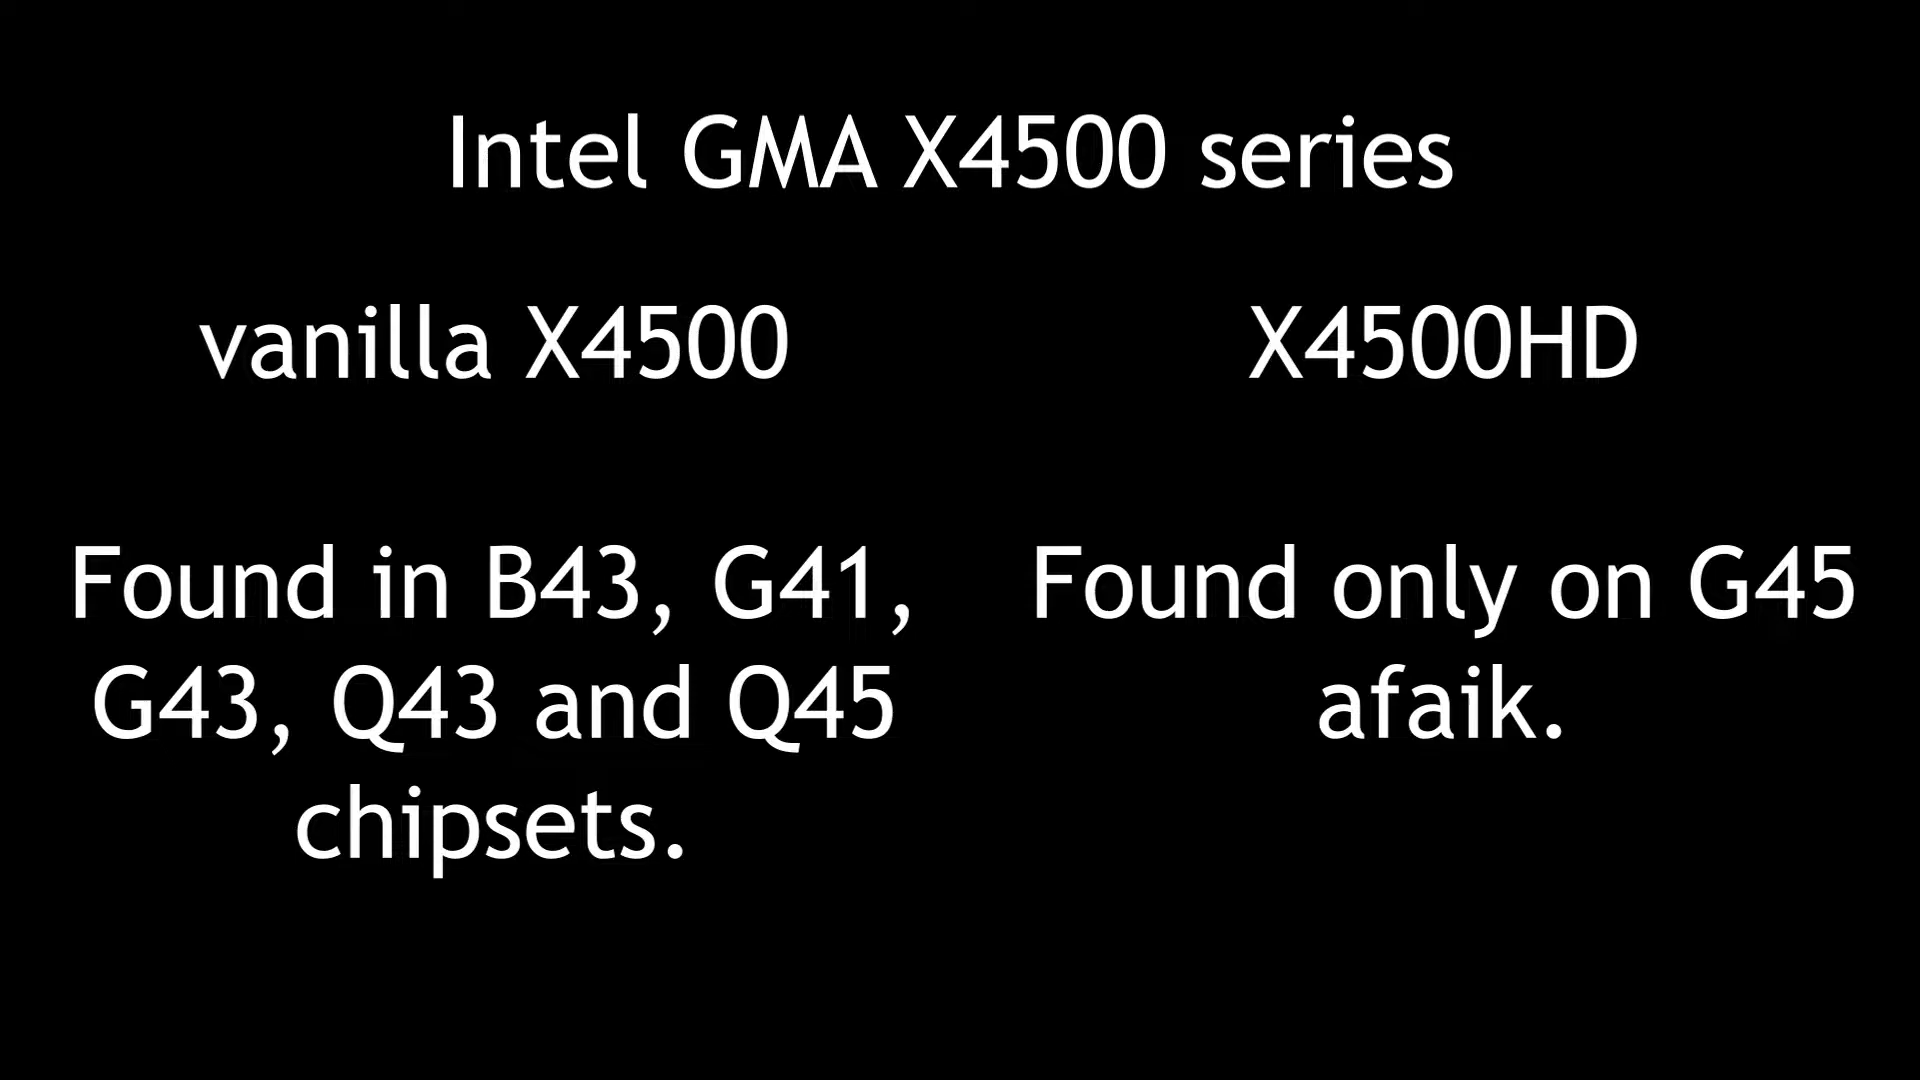 Intel GMA X4500 series
vanilla X4500
Found in B43, G41,
G43, Q43 and Q45
chipsets.
X4500HD
Found only on G45
afaik.